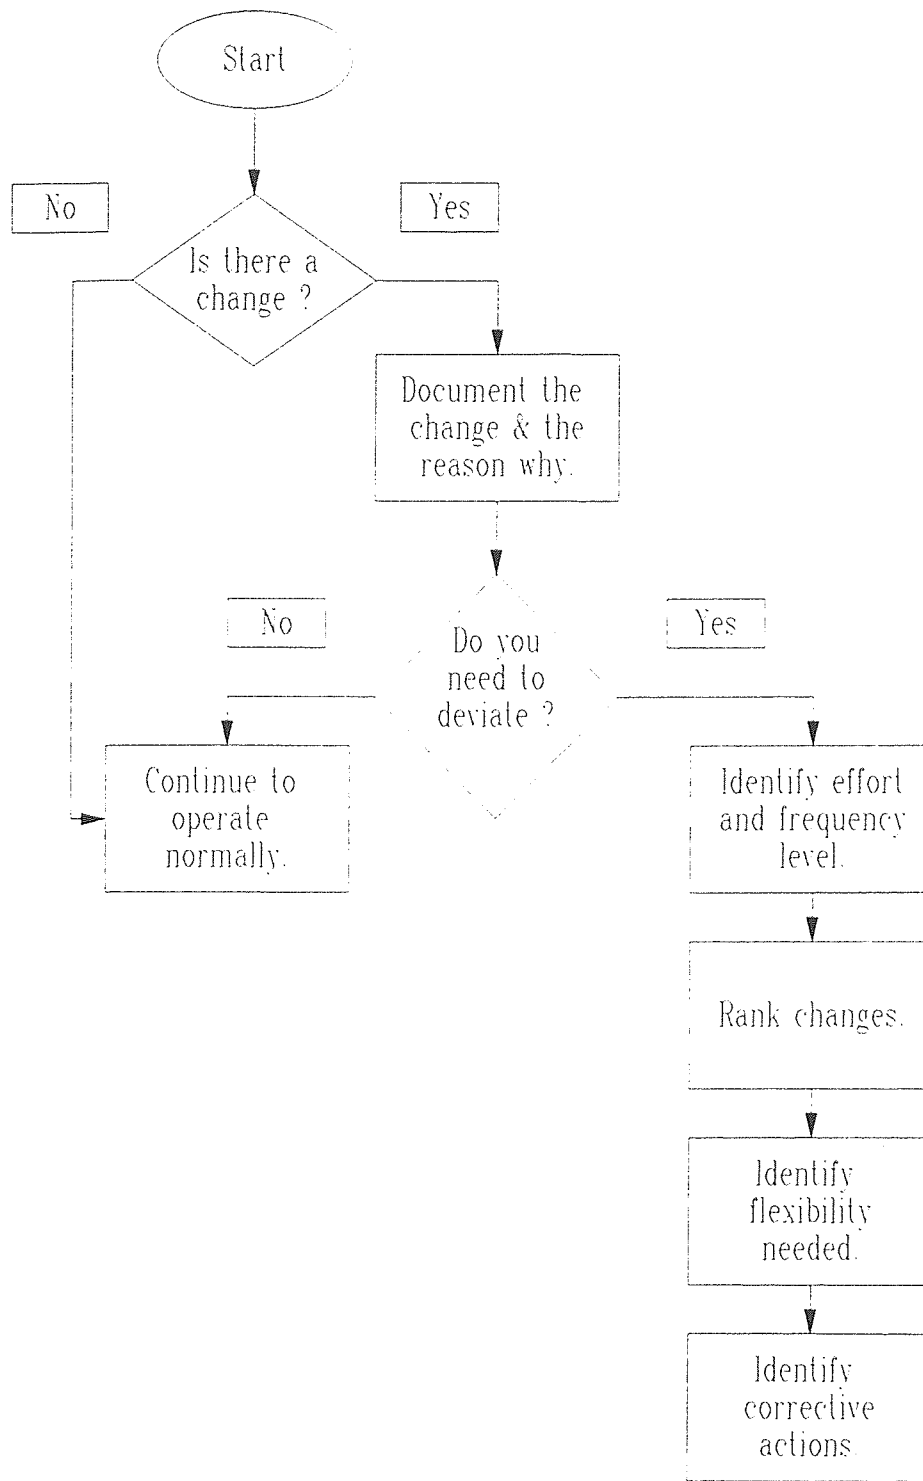 Start
No
Yes
Is there a
change ?
Document the
change & the
reason why.
No
Yes
Do you
need to
deviate ?
Continue to
operate
normally.
Identify effort
and frequency
level.
Rank changes.
Identify
flexibility
needed.
Identify
corrective
actions.